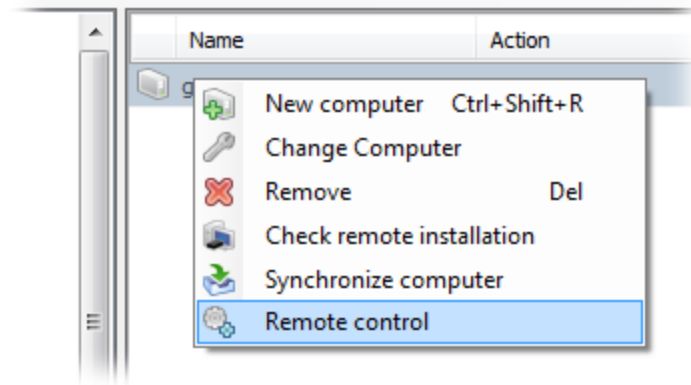 Name Action
New computer Ctrl+Shift+R
Change Computer
Remove Del
Check remote installation
Synchronize computer
Remote control